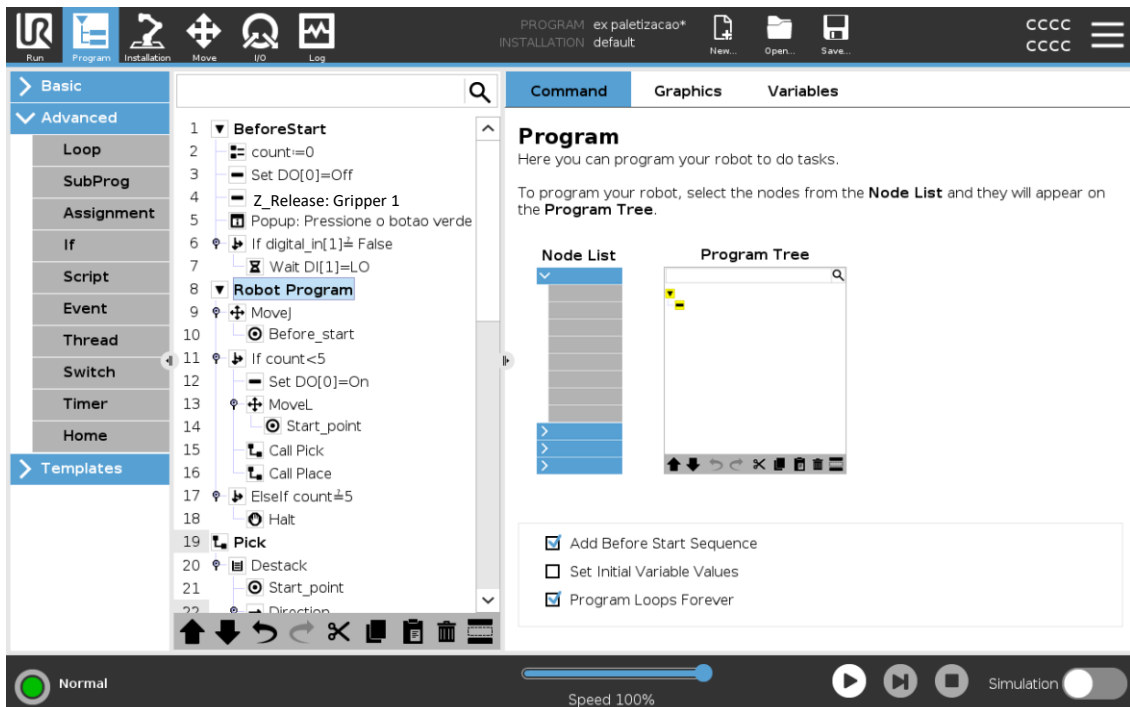 UR
PROGRAM ex paletizacao*
INSTALLATION default
CCCC
CCCC
Run Program Installation Move I/O Log New... Open... Save...
Basic
Advanced
Loop
SubProg
Assignment
If
Script
Event
Thread
Switch
Timer
Home
Templates
1 BeforeStart
2 count:=0
3 Set DO[0]=Off
4 Z_Release: Gripper 1
5 Popup: Pressione o botao verde
6 If digital_in[1]≟ False
7 Wait DI[1]=LO
8 Robot Program
9 MoveJ
10 Before_start
11 If count<5
12 Set DO[0]=On
13 MoveL
14 Start_point
15 Call Pick
16 Call Place
17 ElseIf count≟5
18 Halt
19 Pick
20 Destack
21 Start_point
22 Direction
Command Graphics Variables
Program
Here you can program your robot to do tasks.
To program your robot, select the nodes from the Node List and they will appear on
the Program Tree.
Node List Program Tree
Add Before Start Sequence
Set Initial Variable Values
Program Loops Forever
Normal
Speed 100%
Simulation